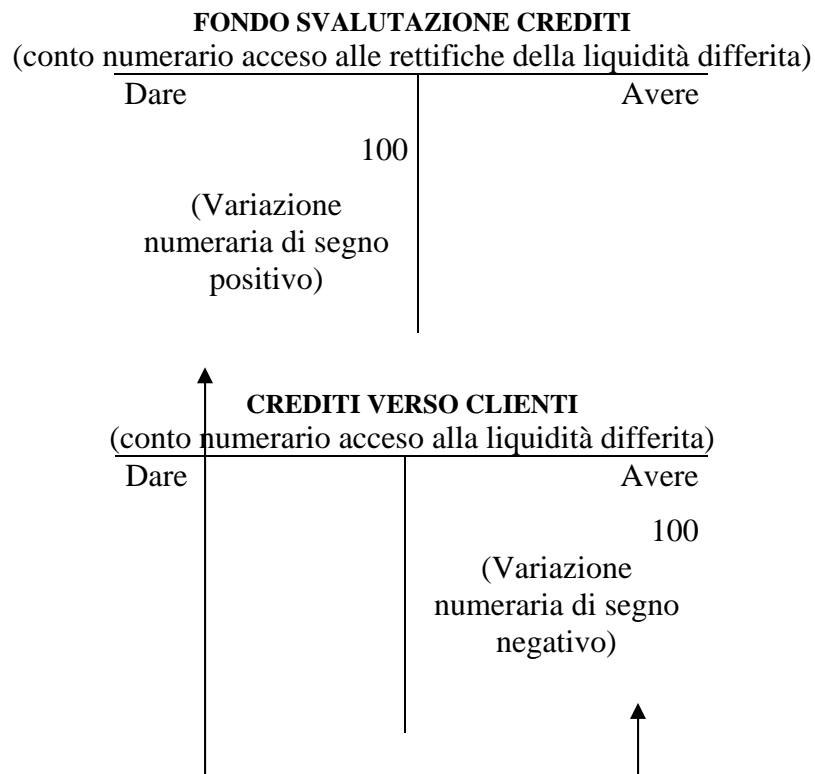 FONDO SVALUTAZIONE CREDITI
(conto numerario acceso alle rettifiche della liquidità differita)
Dare Avere
100
(Variazione
numeraria di segno
positivo)
CREDITI VERSO CLIENTI
(conto numerario acceso alla liquidità differita)
Dare Avere
100
(Variazione
numeraria di segno
negativo)